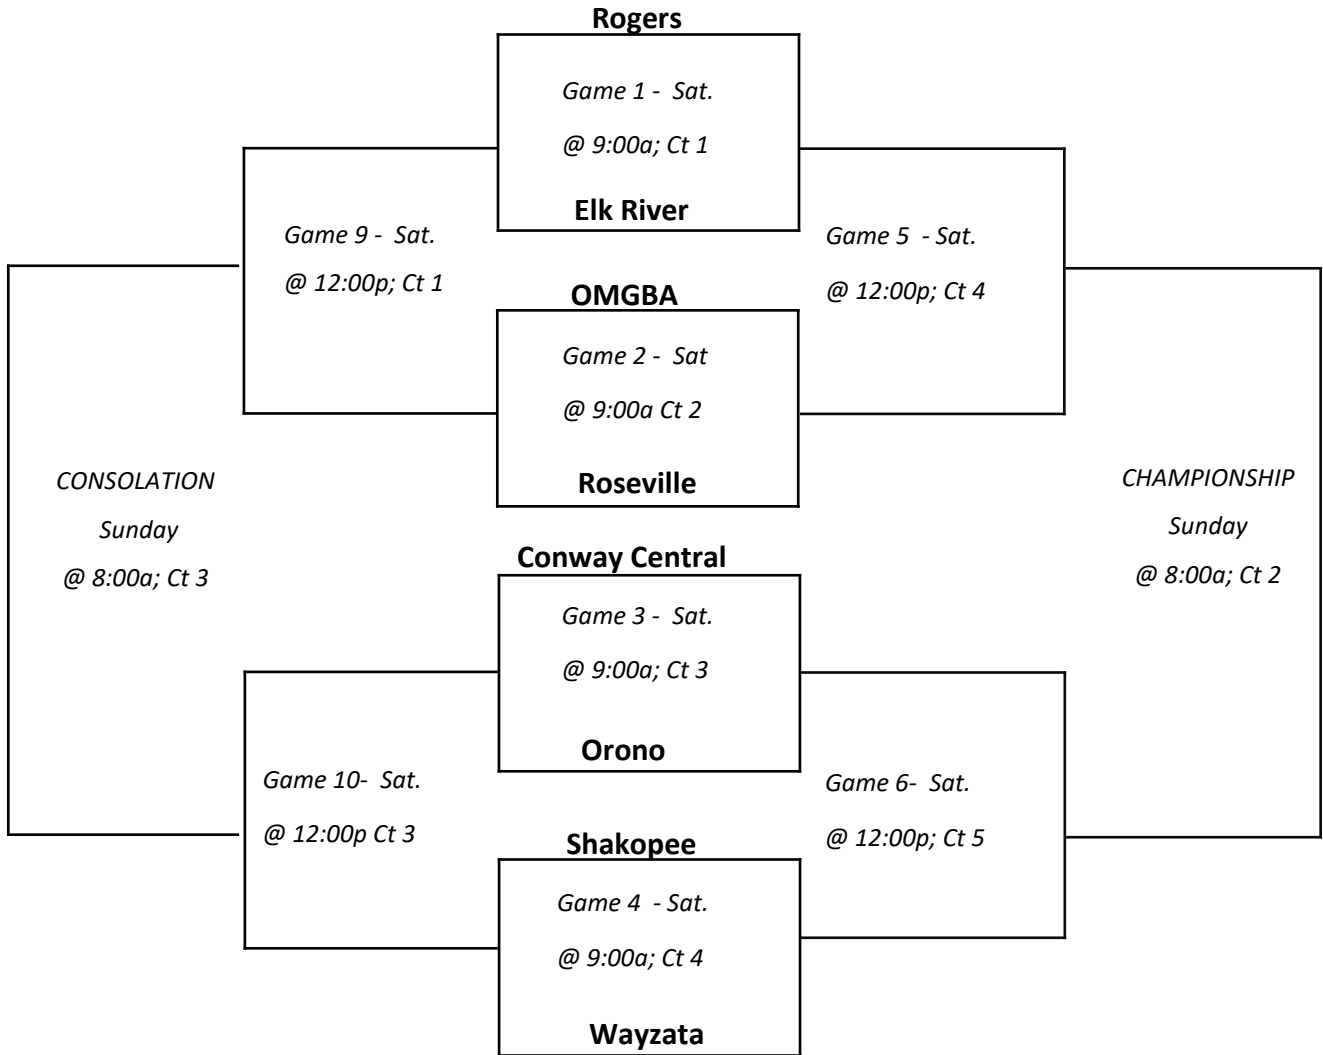 Rogers
Game 1 - Sat.
@ 9:00a; Ct 1
Elk River
Game 9 - Sat.
@ 12:00p; Ct 1
Game 5 - Sat.
@ 12:00p; Ct 4
OMGBA
Game 2 - Sat
@ 9:00a Ct 2
Roseville
CONSOLATION
Sunday
@ 8:00a; Ct 3
CHAMPIONSHIP
Sunday
@ 8:00a; Ct 2
Conway Central
Game 3 - Sat.
@ 9:00a; Ct 3
Orono
Game 10- Sat.
@ 12:00p Ct 3
Game 6- Sat.
@ 12:00p; Ct 5
Shakopee
Game 4 - Sat.
@ 9:00a; Ct 4
Wayzata